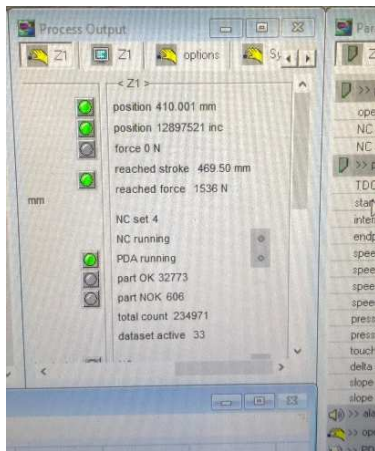 Process Output
Par
Z1
Z1
options
Sy
Z
< Z1 >
position 410.001 mm
position 12897521 inc
force 0 N
reached stroke 469.50 mm
reached force 1536 N
mm
NC set 4
NC running
PDA running
part OK 32773
part NOK 606
total count 234971
dataset active 33
>>
ope
NC
NC
>> p
TDC
star
inter
endp
spee
spee
spee
spee
press
press
touch
delta
slope
slope
>> ala
>> op